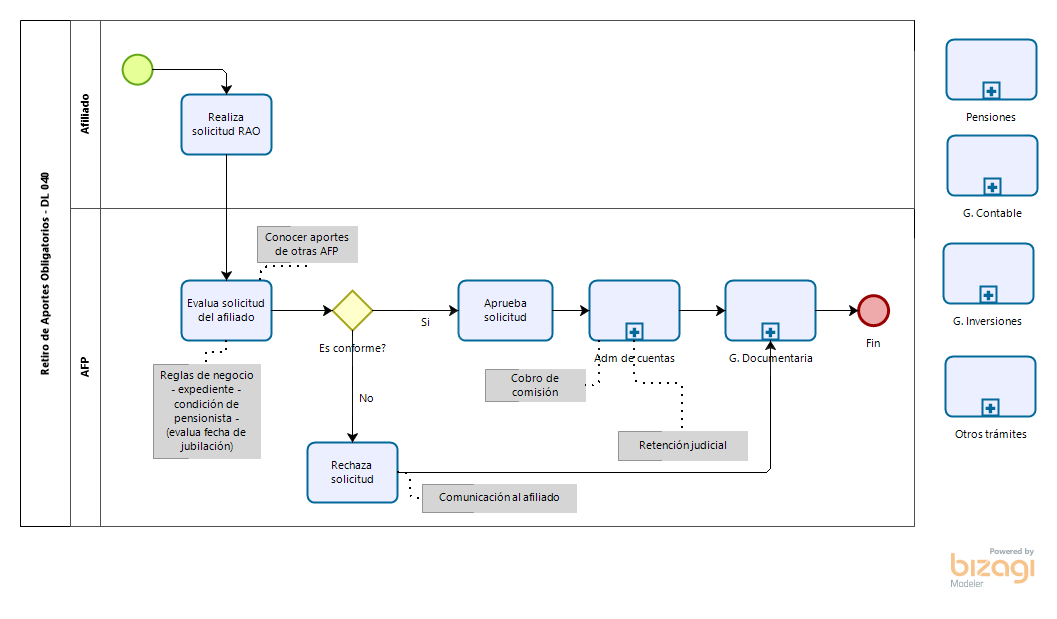 Retiro de Aportes Obligatorios - DL 040
Afiliado
Realiza
solicitud RAO
AFP
Conocer aportes
de otras AFP
Evalua solicitud
del afiliado
Es conforme?
Si
No
Aprueba
solicitud
Adm de cuentas
G. Documentaria
Fin
Reglas de negocio
- expediente -
condición de
pensionista -
(evalua fecha de
jubilación)
Cobro de
comisión
Retención judicial
Rechaza
solicitud
Comunicación al afiliado
Pensiones
G. Contable
G. Inversiones
Otros trámites
Powered by
bizagi
Modeler